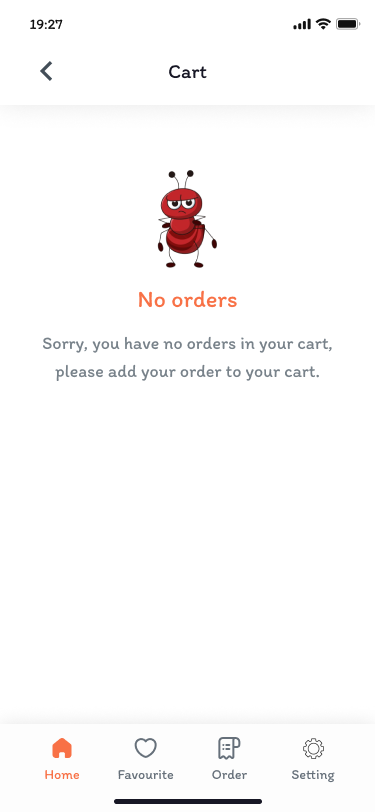 19:27
Cart
No orders
Sorry, you have no orders in your cart,
please add your order to your cart.
Home
Favourite
Order
Setting